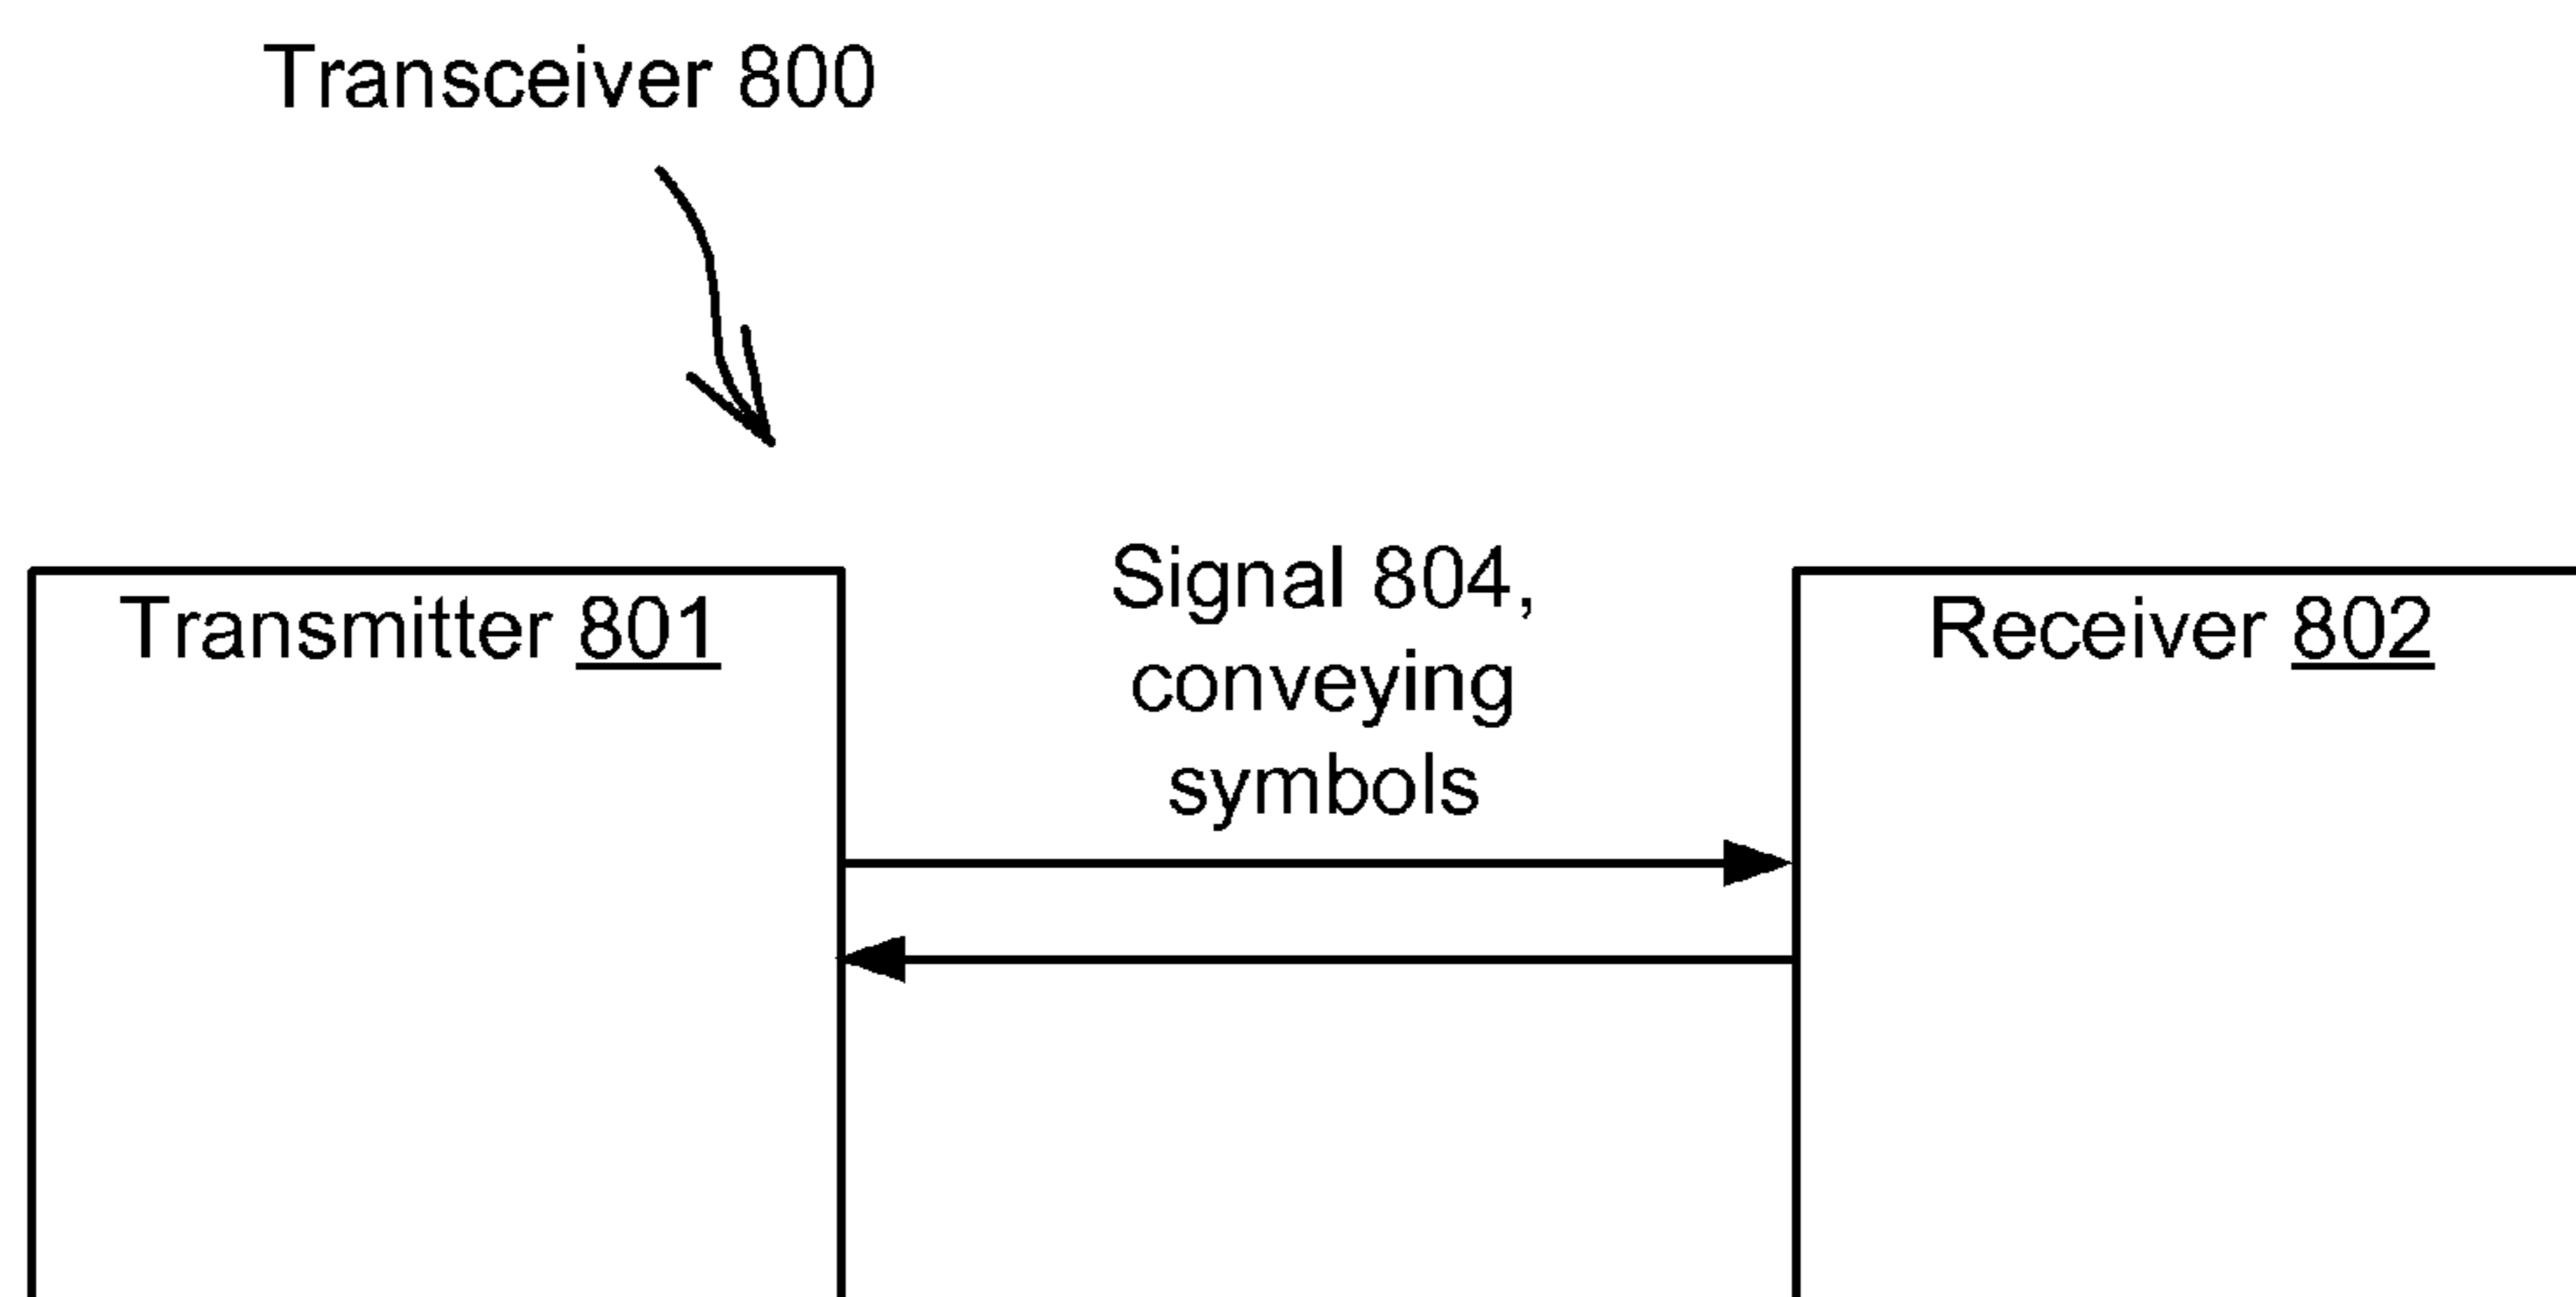 Transceiver 800
Signal 804,
conveying
symbols
Transmitter 801
Receiver 802